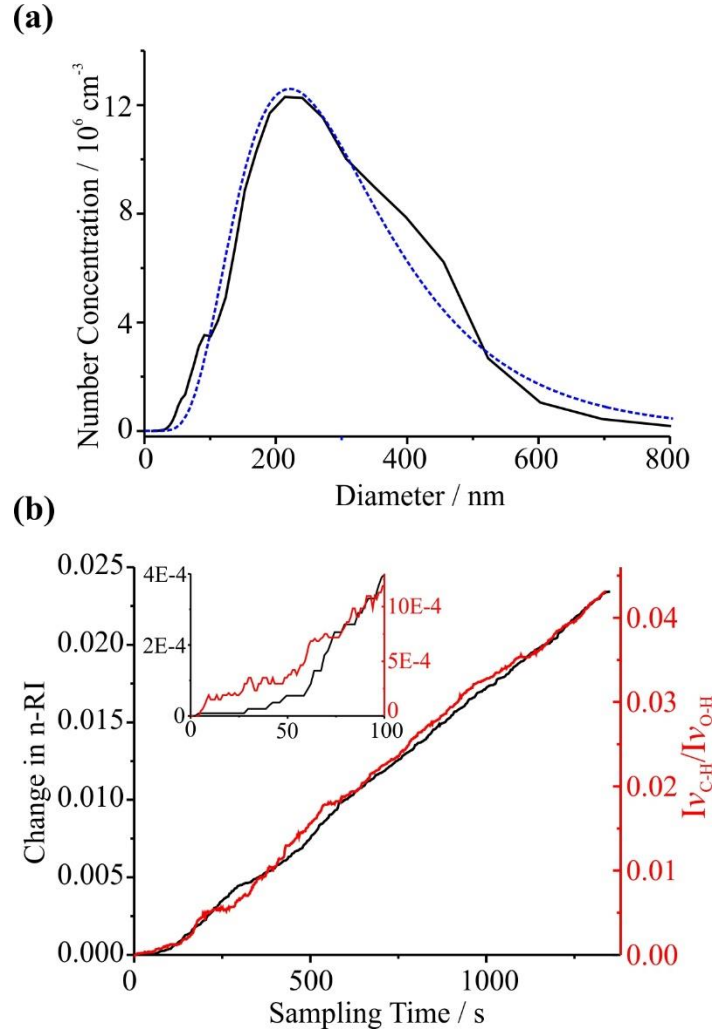 (a)
Number Concentration / 10⁶ cm⁻³
12
8
4
0
0 200 400 600 800
Diameter / nm
(b)
Change in n-RI
0.025
0.020
0.015
0.010
0.005
0.000
4E-4
2E-4
0
10E-4
5E-4
0
0 50 100
0.04
0.03
0.02
0.01
0.00
Iν_C-H/Iν_O-H
0 500 1000
Sampling Time / s